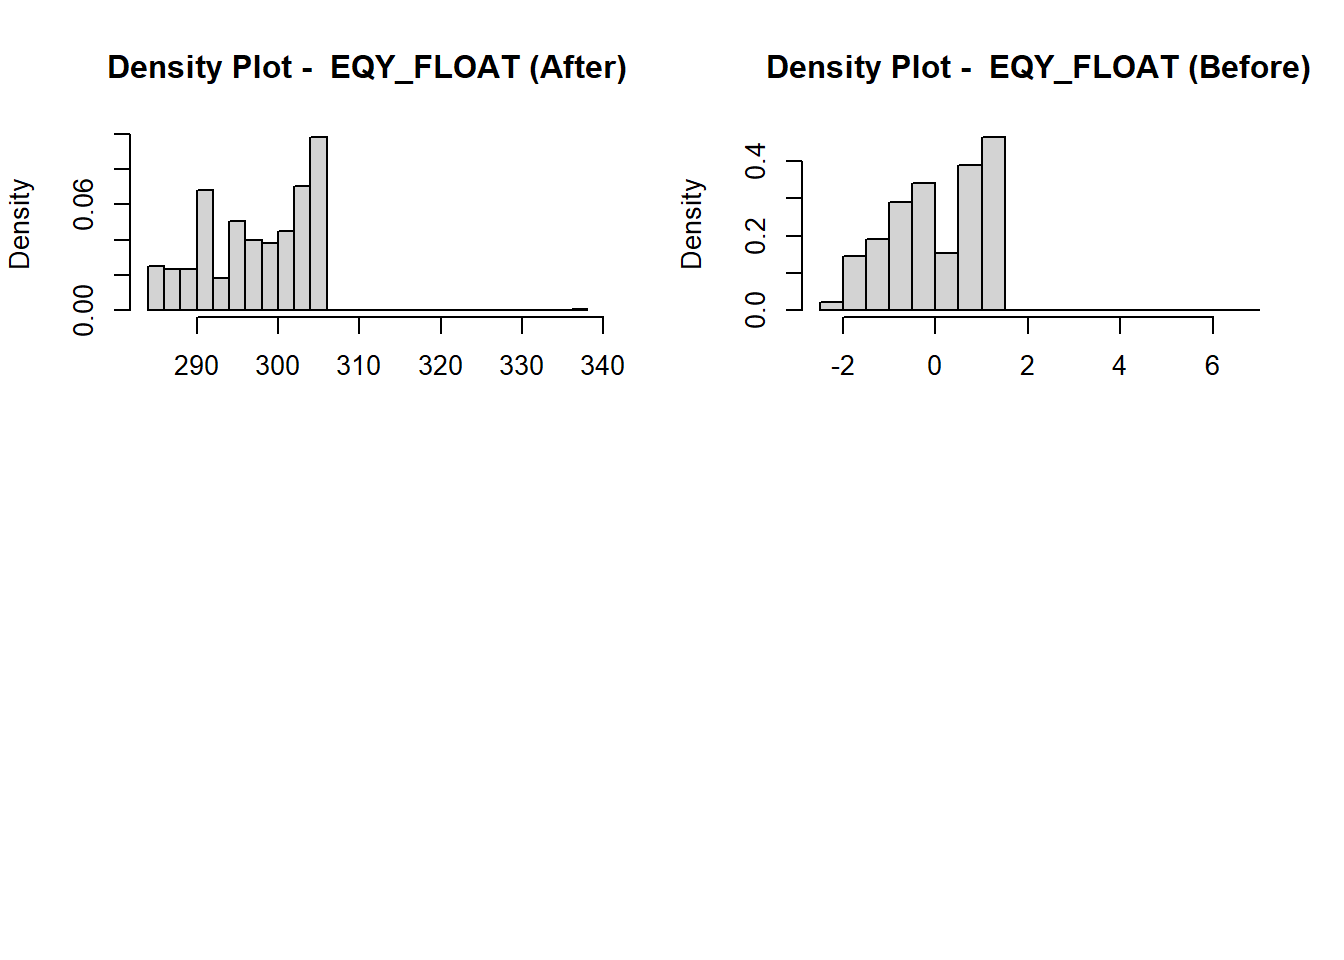 Density Plot -  EQY_FLOAT (After)
Density
0.00 0.06
290 300 310 320 330 340
Density Plot -  EQY_FLOAT (Before)
Density
0.0 0.2 0.4
-2 0 2 4 6